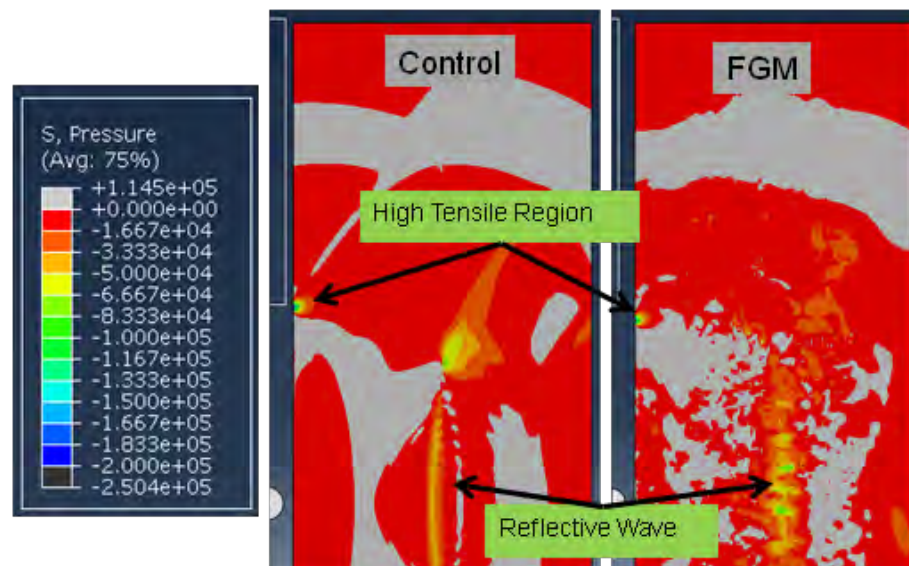 S, Pressure
(Avg: 75%)
+1.145e+05
+0.000e+00
-1.667e+04
-3.333e+04
-5.000e+04
-6.667e+04
-8.333e+04
-1.000e+05
-1.167e+05
-1.333e+05
-1.500e+05
-1.667e+05
-1.833e+05
-2.000e+05
-2.504e+05
Control
FGM
High Tensile Region
Reflective Wave